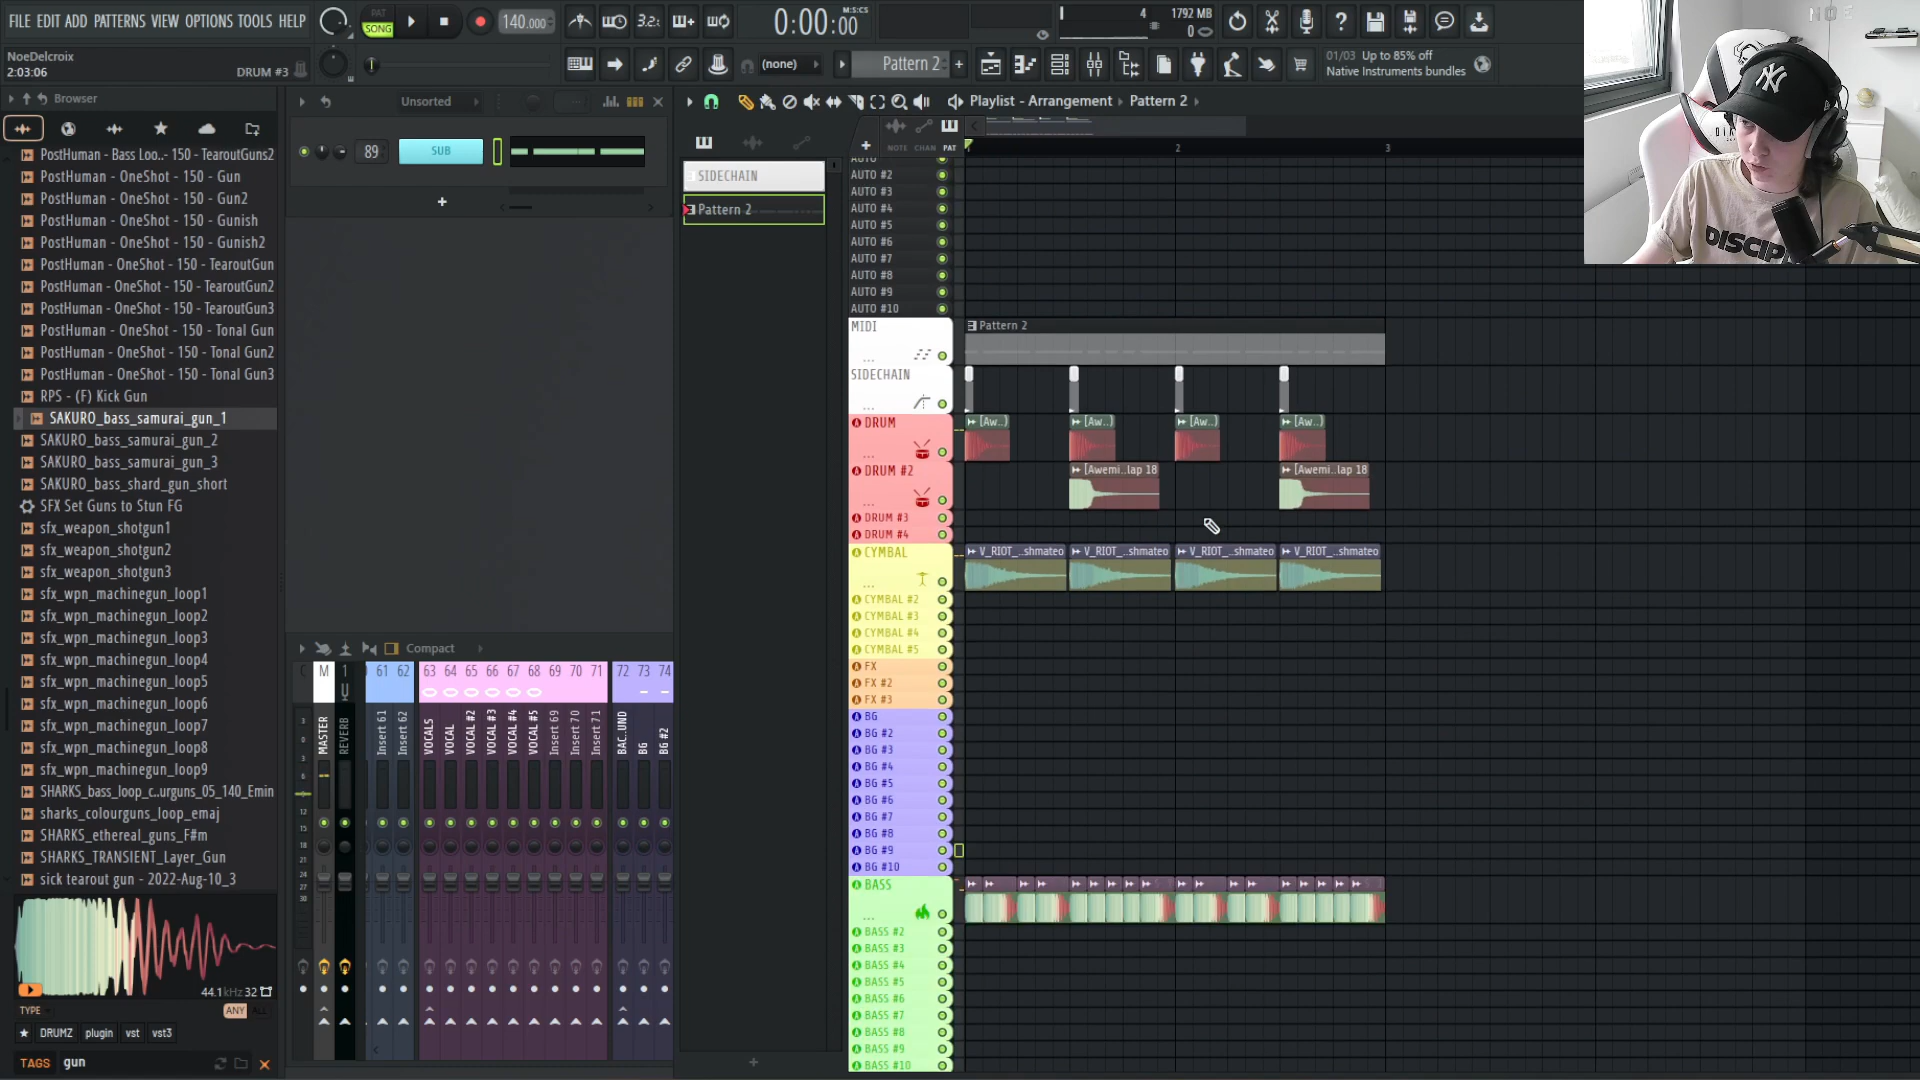 FILE EDIT ADD PATTERNS VIEW OPTIONS TOOLS HELP
PAT
SONG
140.000
3.2:
0:00:00
M:S:CS
4
1792 MB
0
NoeDelcroix
2:03:06
DRUM #3
(none)
Pattern 2
01/03 Up to 85% off
Native Instruments bundles
Browser
Unsorted
Playlist - Arrangement
Pattern 2
NOTE CHAN PAT
1 2 3
PostHuman - Bass Loo..- 150 - TearoutGuns2
PostHuman - OneShot - 150 - Gun
PostHuman - OneShot - 150 - Gun2
PostHuman - OneShot - 150 - Gunish
PostHuman - OneShot - 150 - Gunish2
PostHuman - OneShot - 150 - TearoutGun
PostHuman - OneShot - 150 - TearoutGun2
PostHuman - OneShot - 150 - TearoutGun3
PostHuman - OneShot - 150 - Tonal Gun
PostHuman - OneShot - 150 - Tonal Gun2
PostHuman - OneShot - 150 - Tonal Gun3
RPS - (F) Kick Gun
SAKURO_bass_samurai_gun_1
SAKURO_bass_samurai_gun_2
SAKURO_bass_samurai_gun_3
SAKURO_bass_shard_gun_short
SFX Set Guns to Stun FG
sfx_weapon_shotgun1
sfx_weapon_shotgun2
sfx_weapon_shotgun3
sfx_wpn_machinegun_loop1
sfx_wpn_machinegun_loop2
sfx_wpn_machinegun_loop3
sfx_wpn_machinegun_loop4
sfx_wpn_machinegun_loop5
sfx_wpn_machinegun_loop6
sfx_wpn_machinegun_loop7
sfx_wpn_machinegun_loop8
sfx_wpn_machinegun_loop9
SHARKS_bass_loop_c..urguns_05_140_Emin
sharks_colourguns_loop_emaj
SHARKS_ethereal_guns_F#m
SHARKS_TRANSIENT_Layer_Gun
sick tearout gun - 2022-Aug-10_3
44.1kHz 32
TYPE
ANY ALL
DRUMZ plugin vst vst3
TAGS gun
89
SUB
SIDECHAIN
Pattern 2
Compact
C M 1 61 62 63 64 65 66 67 68 69 70 71 72 73 74
MASTER
REVERB
Insert 61
Insert 62
VOCALS
VOCAL
VOCAL #2
VOCAL #3
VOCAL #4
VOCAL #5
Insert 69
Insert 70
Insert 71
BAC..UND
BG
BG #2
AUTO
AUTO #2
AUTO #3
AUTO #4
AUTO #5
AUTO #6
AUTO #7
AUTO #8
AUTO #9
AUTO #10
MIDI
Pattern 2
SIDECHAIN
DRUM
[Aw..) [Aw..) [Aw..) [Aw..)
DRUM #2
[Awemi..lap 18 [Awemi..lap 18
DRUM #3
DRUM #4
CYMBAL
V_RIOT_..shmateo V_RIOT_..shmateo V_RIOT_..shmateo V_RIOT_..shmateo
CYMBAL #2
CYMBAL #3
CYMBAL #4
CYMBAL #5
FX
FX #2
FX #3
BG
BG #2
BG #3
BG #4
BG #5
BG #6
BG #7
BG #8
BG #9
BG #10
BASS
BASS #2
BASS #3
BASS #4
BASS #5
BASS #6
BASS #7
BASS #8
BASS #9
BASS #10
NY
DISCIP